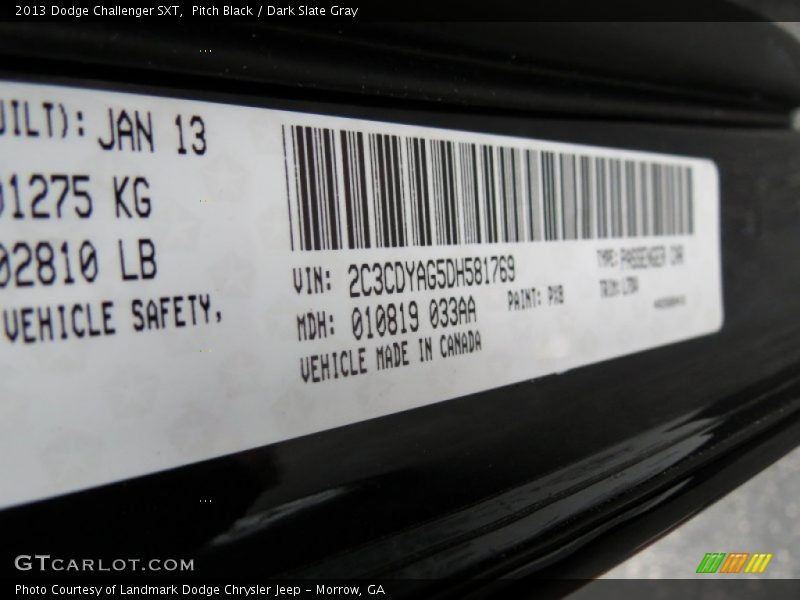 2013 Dodge Challenger SXT,  Pitch Black / Dark Slate Gray
UILT): JAN 13
01275 KG
02810 LB
VEHICLE SAFETY,
VIN: 2C3CDYAG5DH581769
TYPE: PASSENGER CAR
MDH: 010819 033AA
PAINT: PX8
TRIM:
VEHICLE MADE IN CANADA
GTCARLOT.COM
Photo Courtesy of Landmark Dodge Chrysler Jeep - Morrow, GA